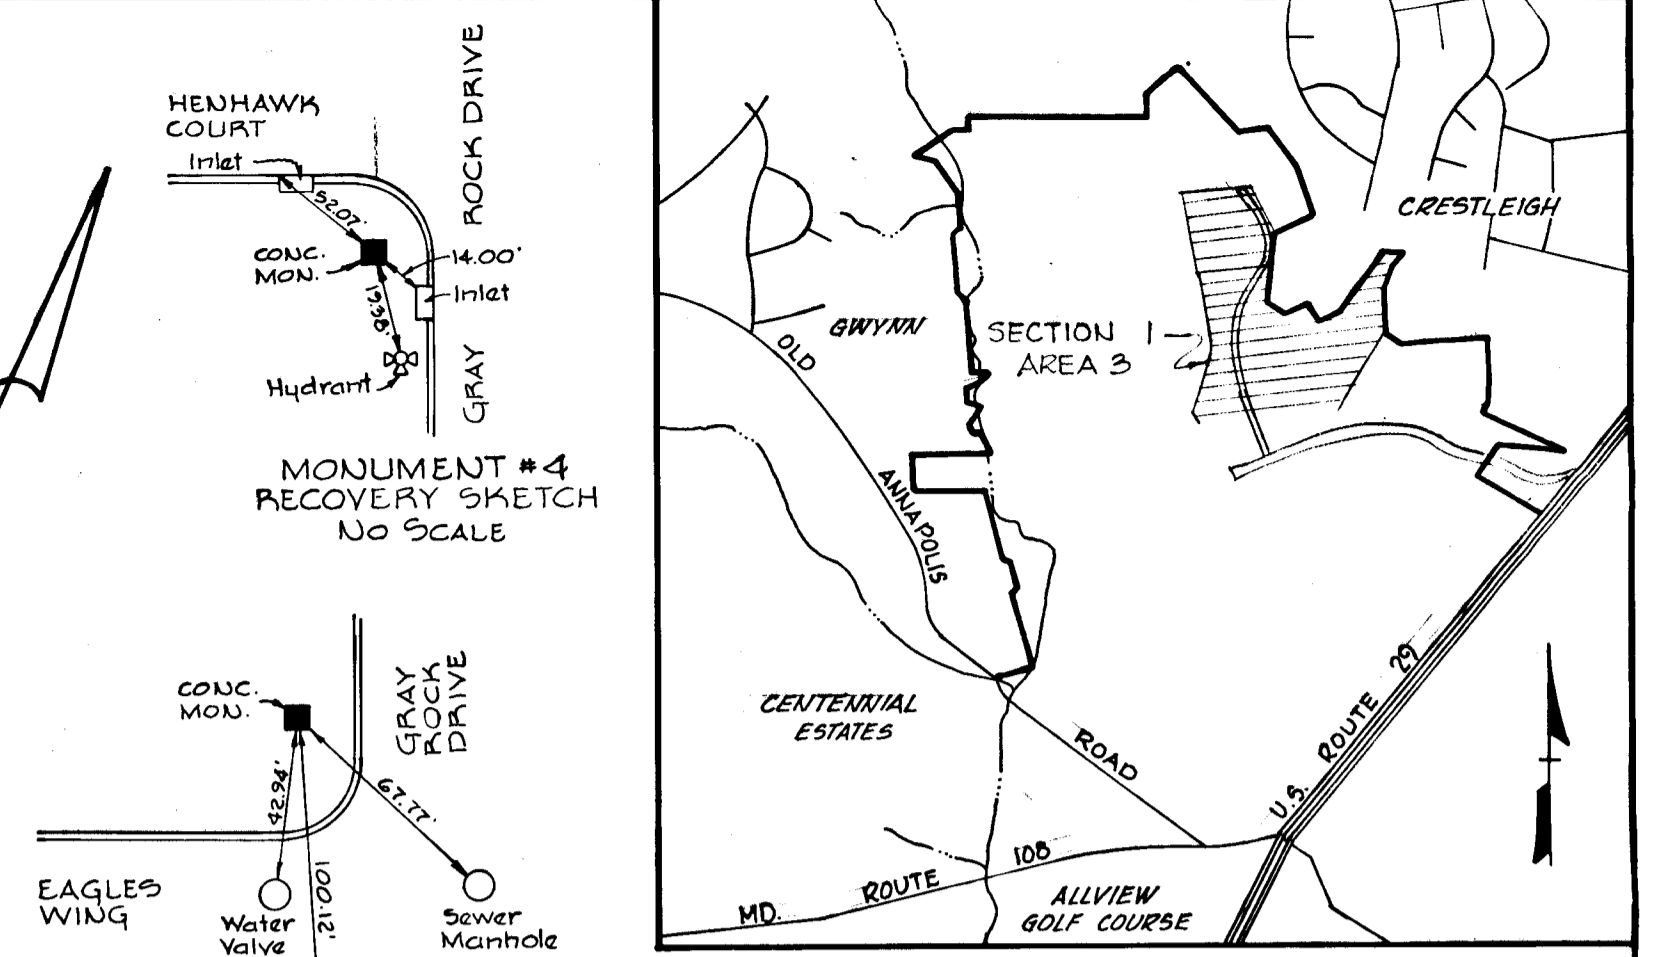 HENHAWK
COURT
Inlet
ROCK DRIVE
52.07'
CONC.
MON.
14.00'
Inlet
19.38'
Hydrant
GRAY
MONUMENT #4
RECOVERY SKETCH
NO SCALE
CONC.
MON.
GRAY
ROCK
DRIVE
42.94'
67.77'
100.12'
EAGLES
WING
Water
Valve
Sewer
Manhole
CRESTLEIGH
GWYNN
SECTION 1
AREA 3
OLD
ANNAPOLIS
ROAD
CENTENNIAL
ESTATES
U.S. ROUTE 29
MD. ROUTE 108
ALLVIEW
GOLF COURSE